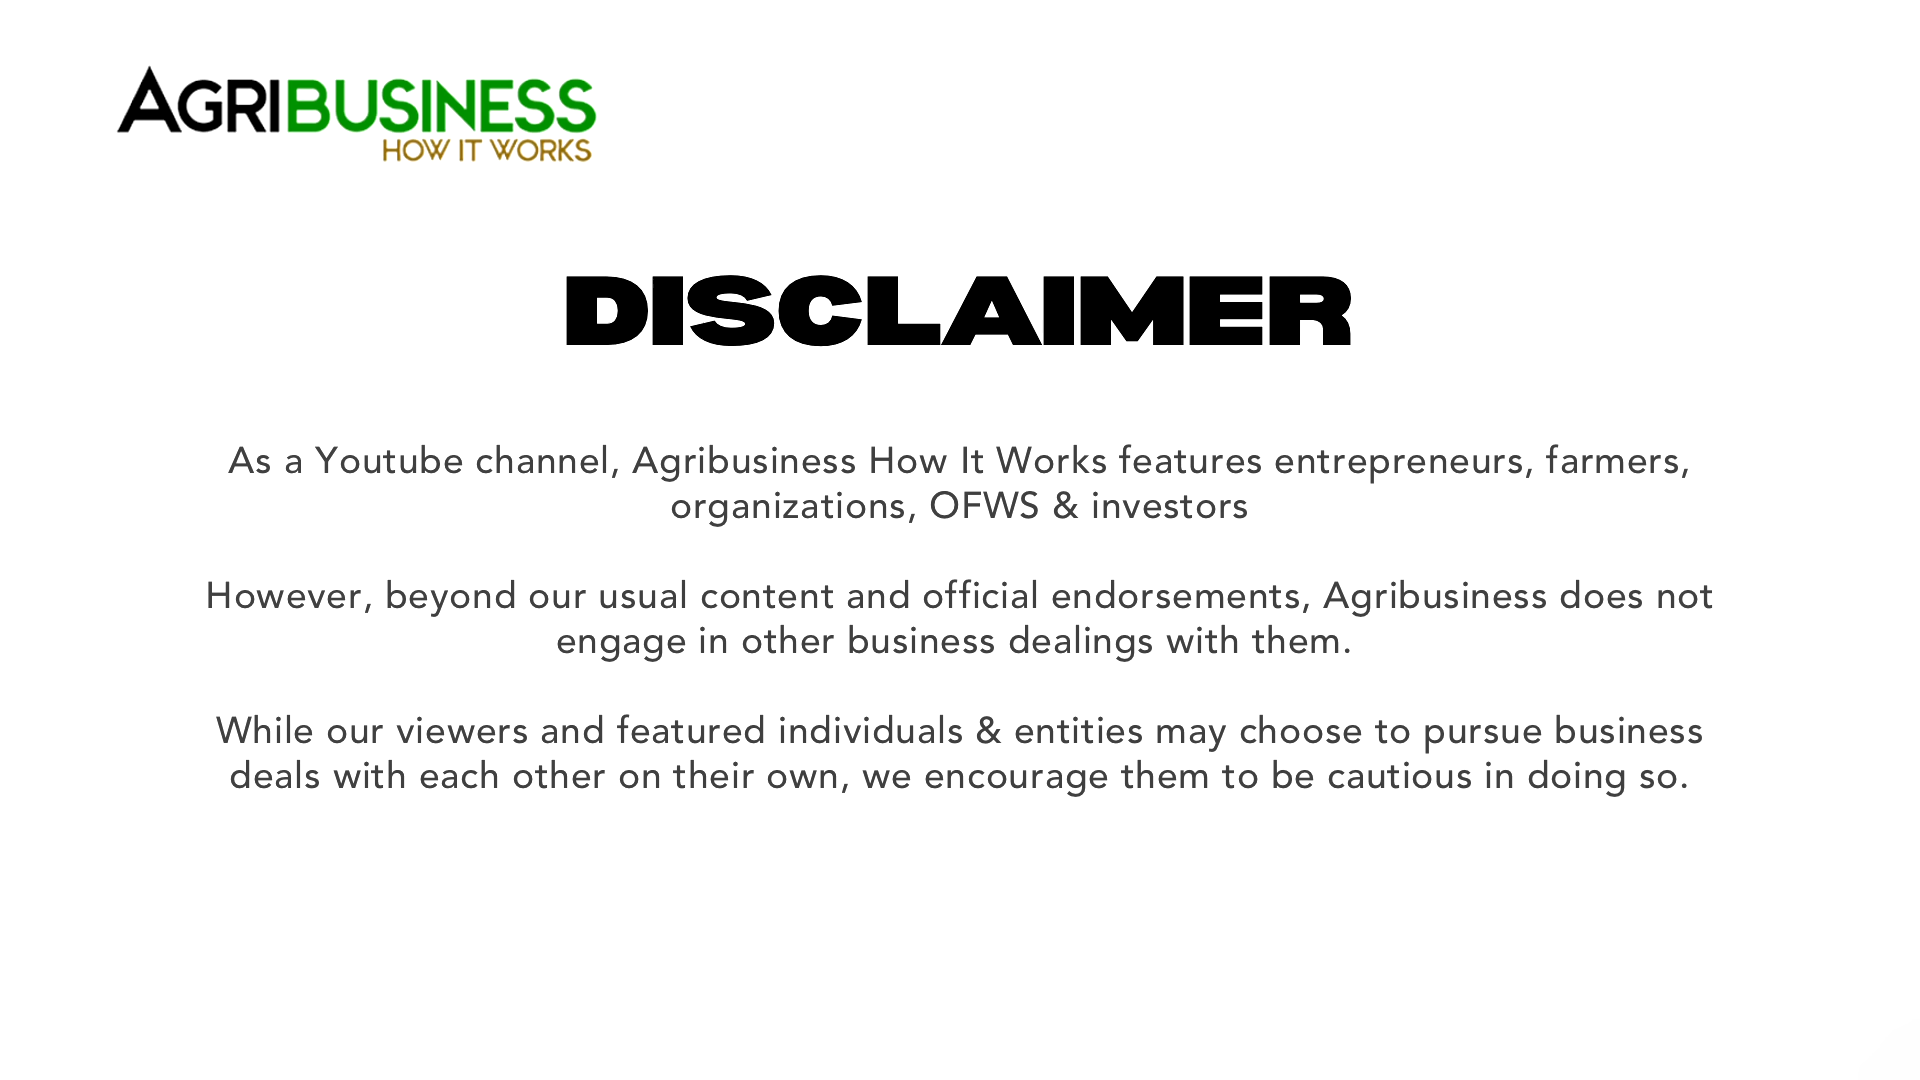 AGRIBUSINESS
HOW IT WORKS
DISCLAIMER
As a Youtube channel, Agribusiness How It Works features entrepreneurs, farmers,
organizations, OFWS & investors
However, beyond our usual content and official endorsements, Agribusiness does not
engage in other business dealings with them.
While our viewers and featured individuals & entities may choose to pursue business
deals with each other on their own, we encourage them to be cautious in doing so.